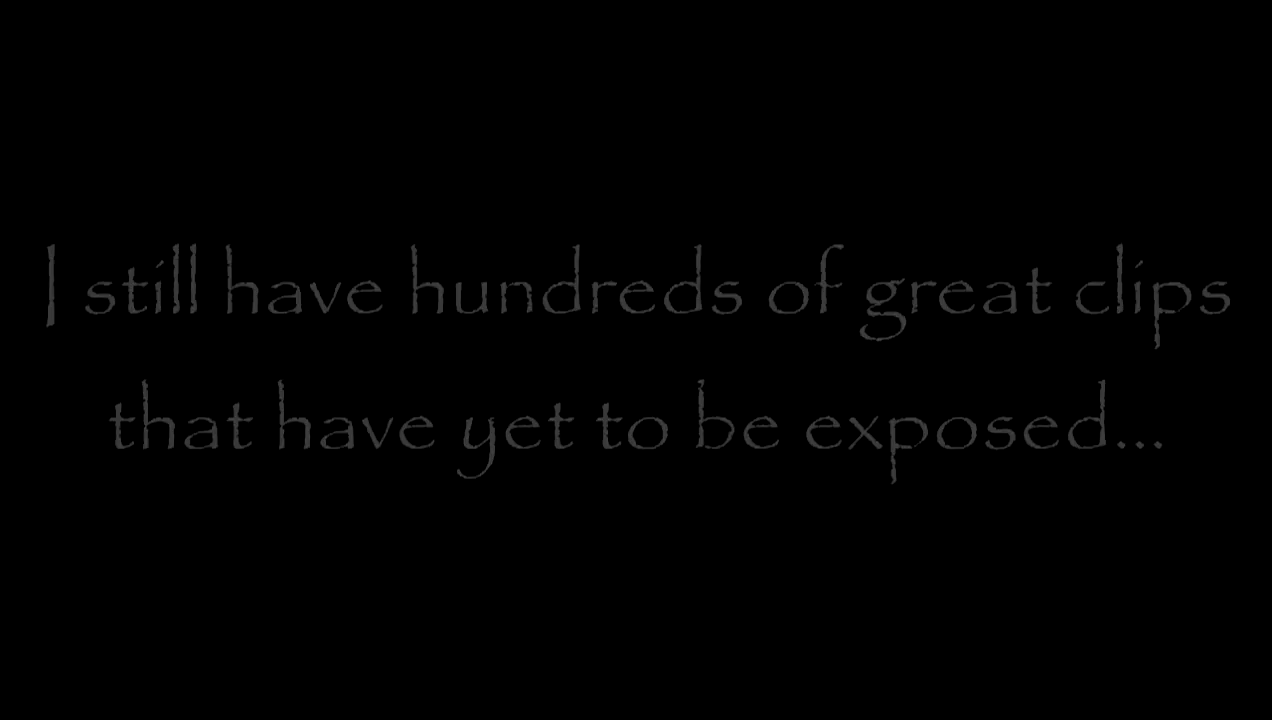 I still have hundreds of great clips
that have yet to be exposed...